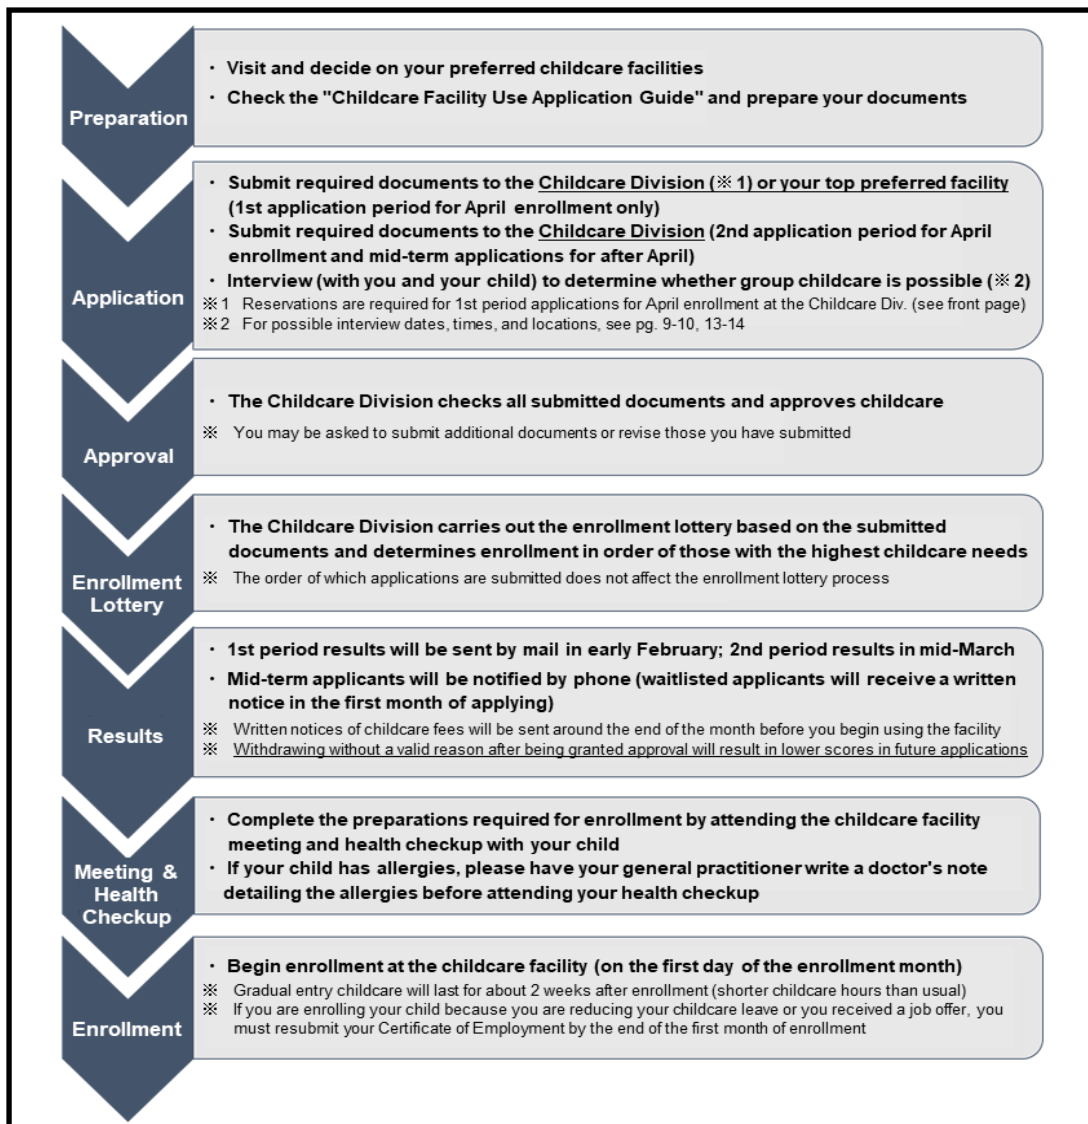 Preparation
・ Visit and decide on your preferred childcare facilities
・ Check the "Childcare Facility Use Application Guide" and prepare your documents
Application
・ Submit required documents to the Childcare Division (※ 1) or your top preferred facility
(1st application period for April enrollment only)
・ Submit required documents to the Childcare Division (2nd application period for April
enrollment and mid-term applications for after April)
・ Interview (with you and your child) to determine whether group childcare is possible (※ 2)
※1 Reservations are required for 1st period applications for April enrollment at the Childcare Div. (see front page)
※2 For possible interview dates, times, and locations, see pg. 9-10, 13-14
Approval
・ The Childcare Division checks all submitted documents and approves childcare
※ You may be asked to submit additional documents or revise those you have submitted
Enrollment
Lottery
・ The Childcare Division carries out the enrollment lottery based on the submitted
documents and determines enrollment in order of those with the highest childcare needs
※ The order of which applications are submitted does not affect the enrollment lottery process
Results
・ 1st period results will be sent by mail in early February; 2nd period results in mid-March
・ Mid-term applicants will be notified by phone (waitlisted applicants will receive a written
notice in the first month of applying)
※ Written notices of childcare fees will be sent around the end of the month before you begin using the facility
※ Withdrawing without a valid reason after being granted approval will result in lower scores in future applications
Meeting &
Health
Checkup
・ Complete the preparations required for enrollment by attending the childcare facility
meeting and health checkup with your child
・ If your child has allergies, please have your general practitioner write a doctor's note
detailing the allergies before attending your health checkup
Enrollment
・ Begin enrollment at the childcare facility (on the first day of the enrollment month)
※ Gradual entry childcare will last for about 2 weeks after enrollment (shorter childcare hours than usual)
※ If you are enrolling your child because you are reducing your childcare leave or you received a job offer, you
must resubmit your Certificate of Employment by the end of the first month of enrollment